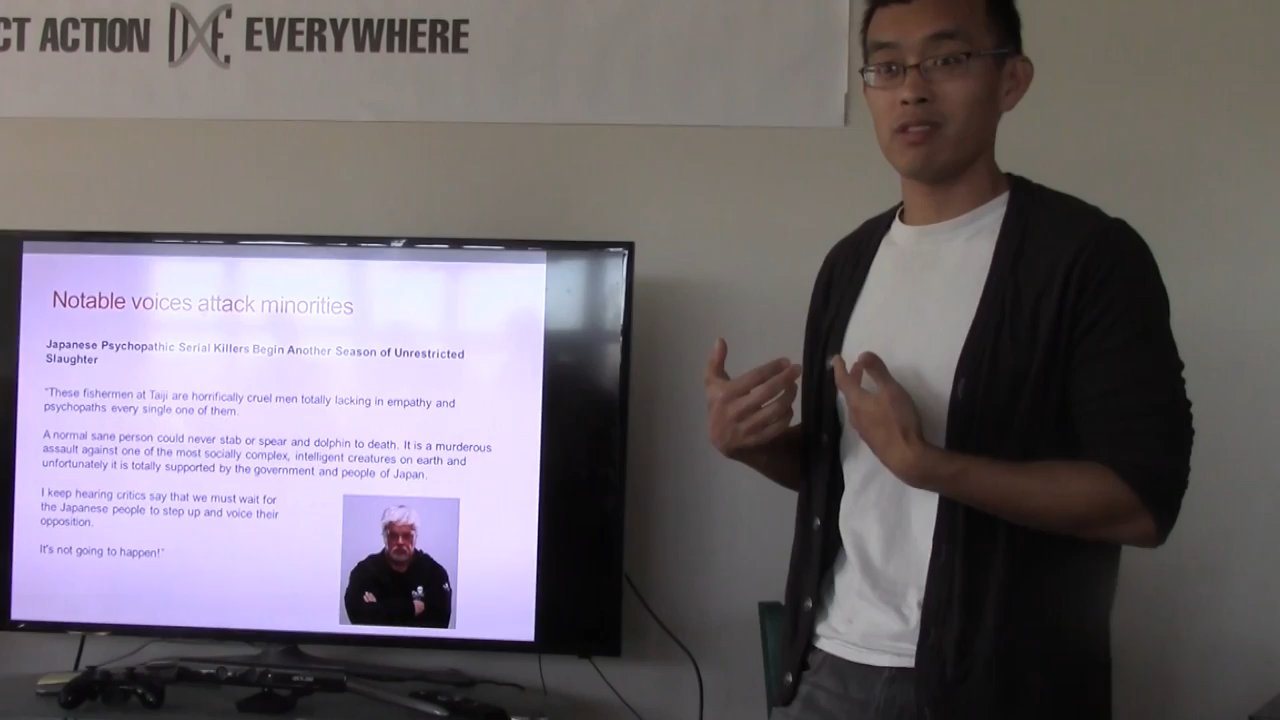 CT ACTION DXE EVERYWHERE
Notable voices attack minorities
Japanese Psychopathic Serial Killers Begin Another Season of Unrestricted
Slaughter
"These fishermen at Taiji are horrifically cruel men totally lacking in empathy and
psychopaths every single one of them.
A normal sane person could never stab or spear and dolphin to death. It is a murderous
assault against one of the most socially complex, intelligent creatures on earth and
unfortunately it is totally supported by the government and people of Japan.
I keep hearing critics say that we must wait for
the Japanese people to step up and voice their
opposition.
It's not going to happen!"